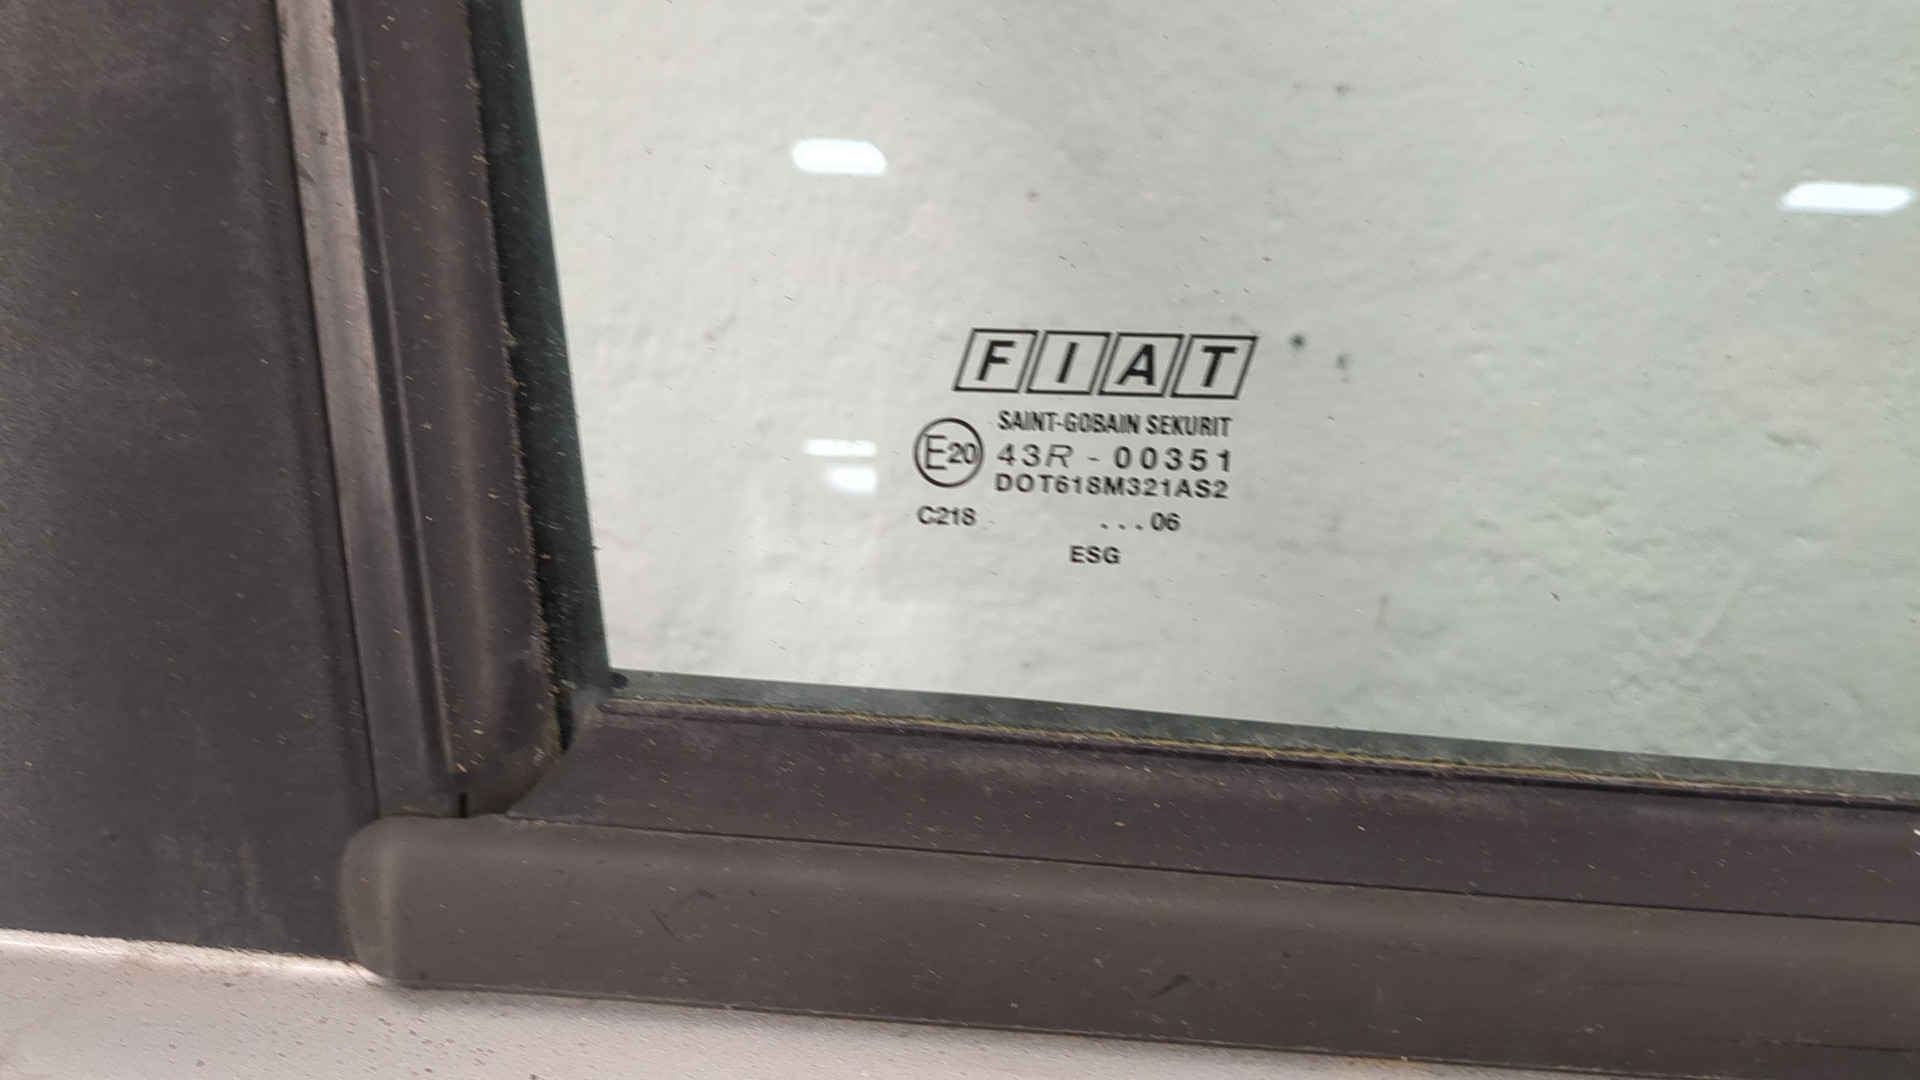 FIAT
SAINT-GOBAIN SEKURIT
E20 43R - 00351
DOT618M321AS2
C218 ...06
ESG